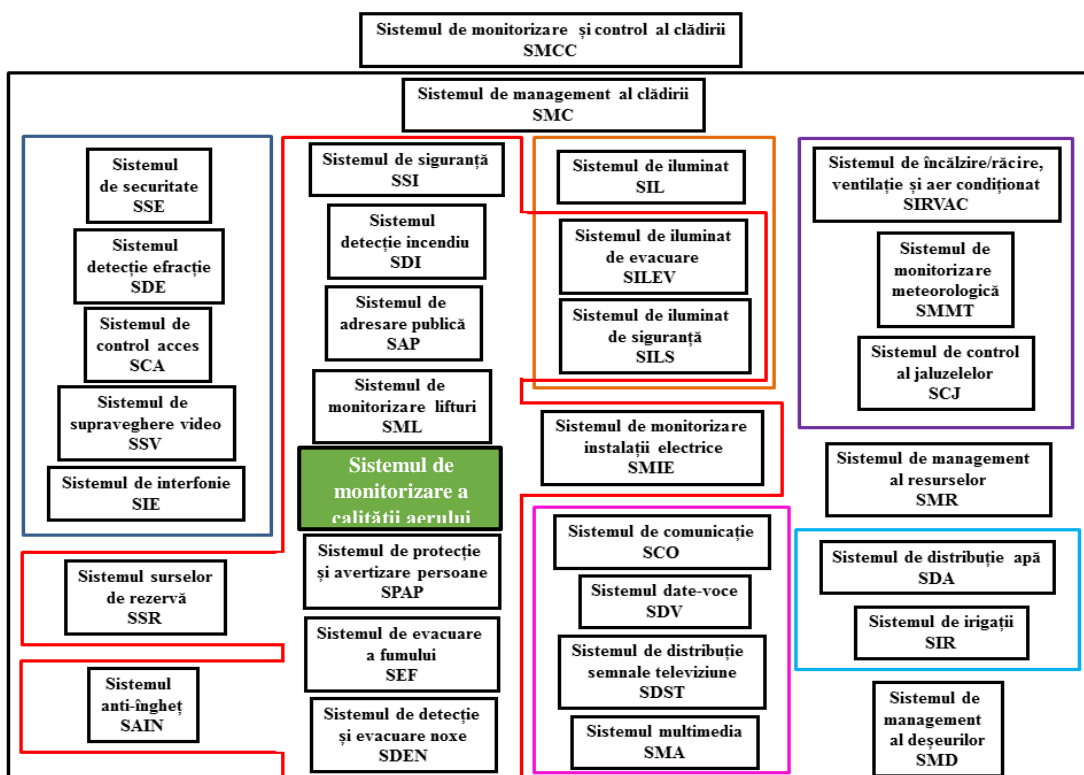 Sistemul de monitorizare și control al clădirii
SMCC
Sistemul de management al clădirii
SMC
Sistemul
de securitate
SSE
Sistemul
detecție efracție
SDE
Sistemul de
control acces
SCA
Sistemul de
supraveghere video
SSV
Sistemul de interfonie
SIE
Sistemul surselor
de rezervă
SSR
Sistemul
anti-îngheț
SAIN
Sistemul de siguranță
SSI
Sistemul
detecție incendiu
SDI
Sistemul de
adresare publică
SAP
Sistemul de
monitorizare lifturi
SML
Sistemul de
monitorizare a
calității aerului
Sistemul de protecție
și avertizare persoane
SPAP
Sistemul de evacuare
a fumului
SEF
Sistemul de detecție
și evacuare noxe
SDEN
Sistemul de iluminat
SIL
Sistemul de iluminat
de evacuare
SILEV
Sistemul de iluminat
de siguranță
SILS
Sistemul de monitorizare
instalații electrice
SMIE
Sistemul de comunicație
SCO
Sistemul date-voce
SDV
Sistemul de distribuție
semnale televiziune
SDST
Sistemul multimedia
SMA
Sistemul de încălzire/răcire,
ventilație și aer condiționat
SIRVAC
Sistemul de
monitorizare
meteorologică
SMMT
Sistemul de control
al jaluzelelor
SCJ
Sistemul de management
al resurselor
SMR
Sistemul de distribuție apă
SDA
Sistemul de irigații
SIR
Sistemul de
management
al deșeurilor
SMD